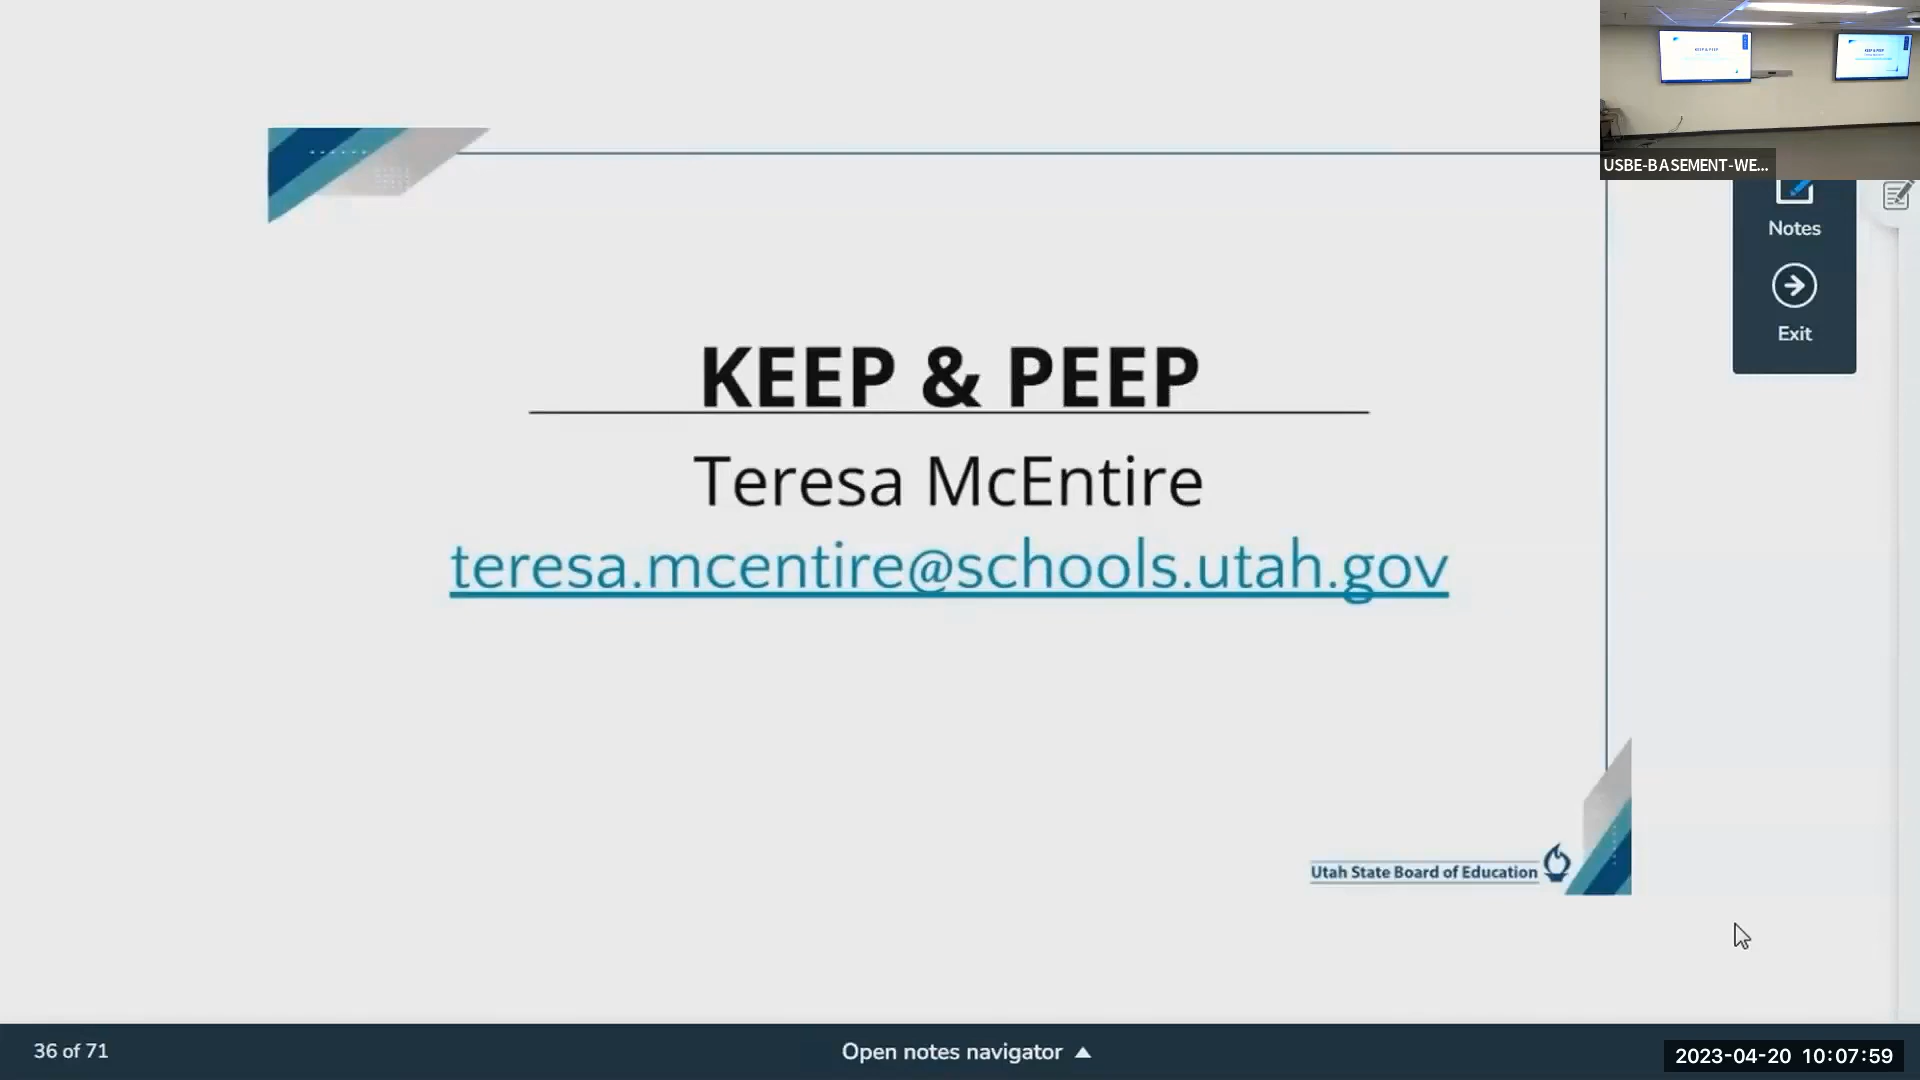 USBE-BASEMENT-WE...
Notes
Exit
KEEP & PEEP
Teresa McEntire
teresa.mcentire@schools.utah.gov
Utah State Board of Education
36 of 71
Open notes navigator
2023-04-20 10:07:59